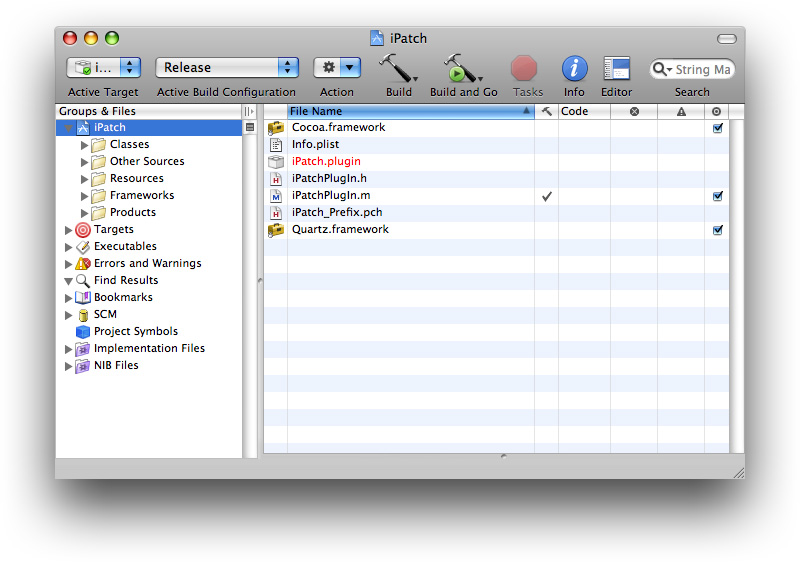 iPatch
i... Release
Active Target Active Build Configuration Action Build Build and Go Tasks Info Editor String Ma Search
Groups & Files File Name Code
iPatch Cocoa.framework
Classes Info.plist
Other Sources iPatch.plugin
Resources iPatchPlugIn.h
Frameworks iPatchPlugIn.m
Products iPatch_Prefix.pch
Targets Quartz.framework
Executables
Errors and Warnings
Find Results
Bookmarks
SCM
Project Symbols
Implementation Files
NIB Files